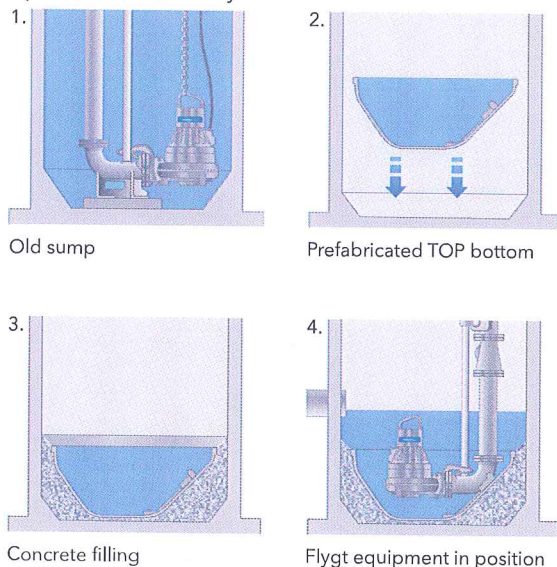 1.
Old sump
2.
Prefabricated TOP bottom
3.
Concrete filling
4.
Flygt equipment in position